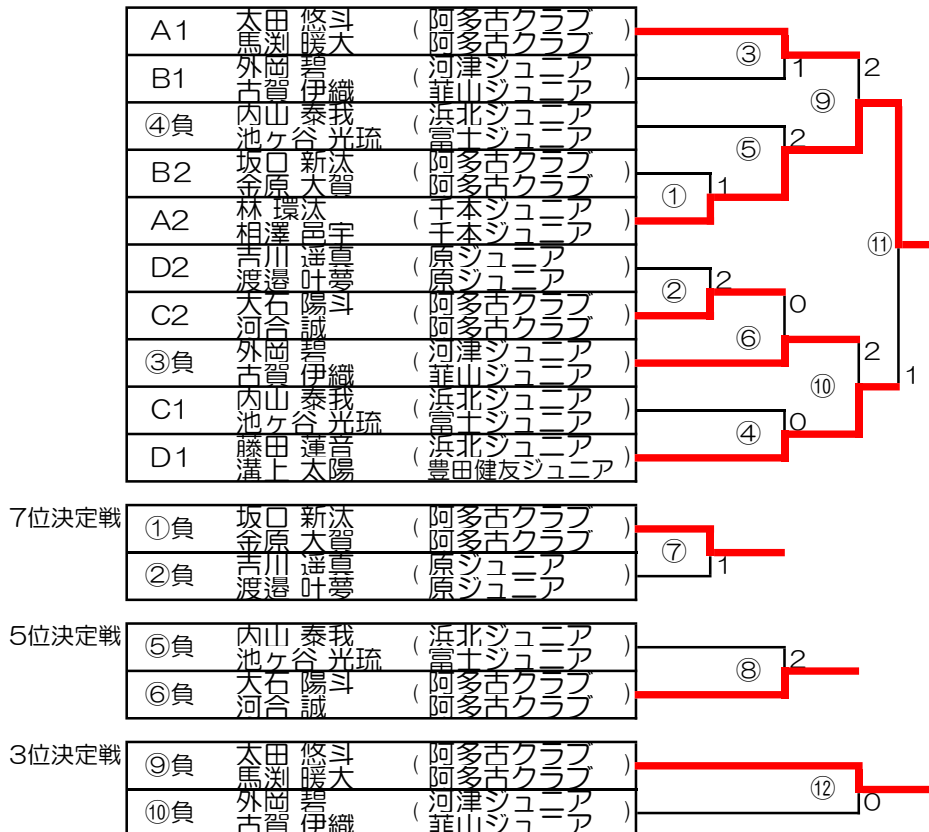 A1 太田 悠斗 ( 阿多古クラブ )
馬渕 暖大 阿多古クラブ
③ 1 2
B1 外岡 碧 ( 河津ジュニア )
古賀 伊織 韮山ジュニア
⑨
④負 内山 泰我 ( 浜北ジュニア )
池ヶ谷 光琉 富士ジュニア
⑤ 2
B2 坂口 新汰 ( 阿多古クラブ )
金原 大賀 阿多古クラブ
① 1
A2 林 環汰 ( 千本ジュニア )
相澤 邑宇 千本ジュニア
⑪
D2 吉川 遥真 ( 原ジュニア )
渡邉 叶夢 原ジュニア
② 2 0
C2 大石 陽斗 ( 阿多古クラブ )
河合 誠 阿多古クラブ
⑥ 2
③負 外岡 碧 ( 河津ジュニア )
古賀 伊織 韮山ジュニア
⑩ 1
C1 内山 泰我 ( 浜北ジュニア )
池ヶ谷 光琉 富士ジュニア
④ 0
D1 藤田 蓮音 ( 浜北ジュニア )
溝上 太陽 豊田健友ジュニア
7位決定戦
①負 坂口 新汰 ( 阿多古クラブ )
金原 大賀 阿多古クラブ
⑦ 1
②負 吉川 遥真 ( 原ジュニア )
渡邉 叶夢 原ジュニア
5位決定戦
⑤負 内山 泰我 ( 浜北ジュニア )
池ヶ谷 光琉 富士ジュニア
⑧ 2
⑥負 大石 陽斗 ( 阿多古クラブ )
河合 誠 阿多古クラブ
3位決定戦
⑨負 太田 悠斗 ( 阿多古クラブ )
馬渕 暖大 阿多古クラブ
⑫ 0
⑩負 外岡 碧 ( 河津ジュニア )
古賀 伊織 韮山ジュニア